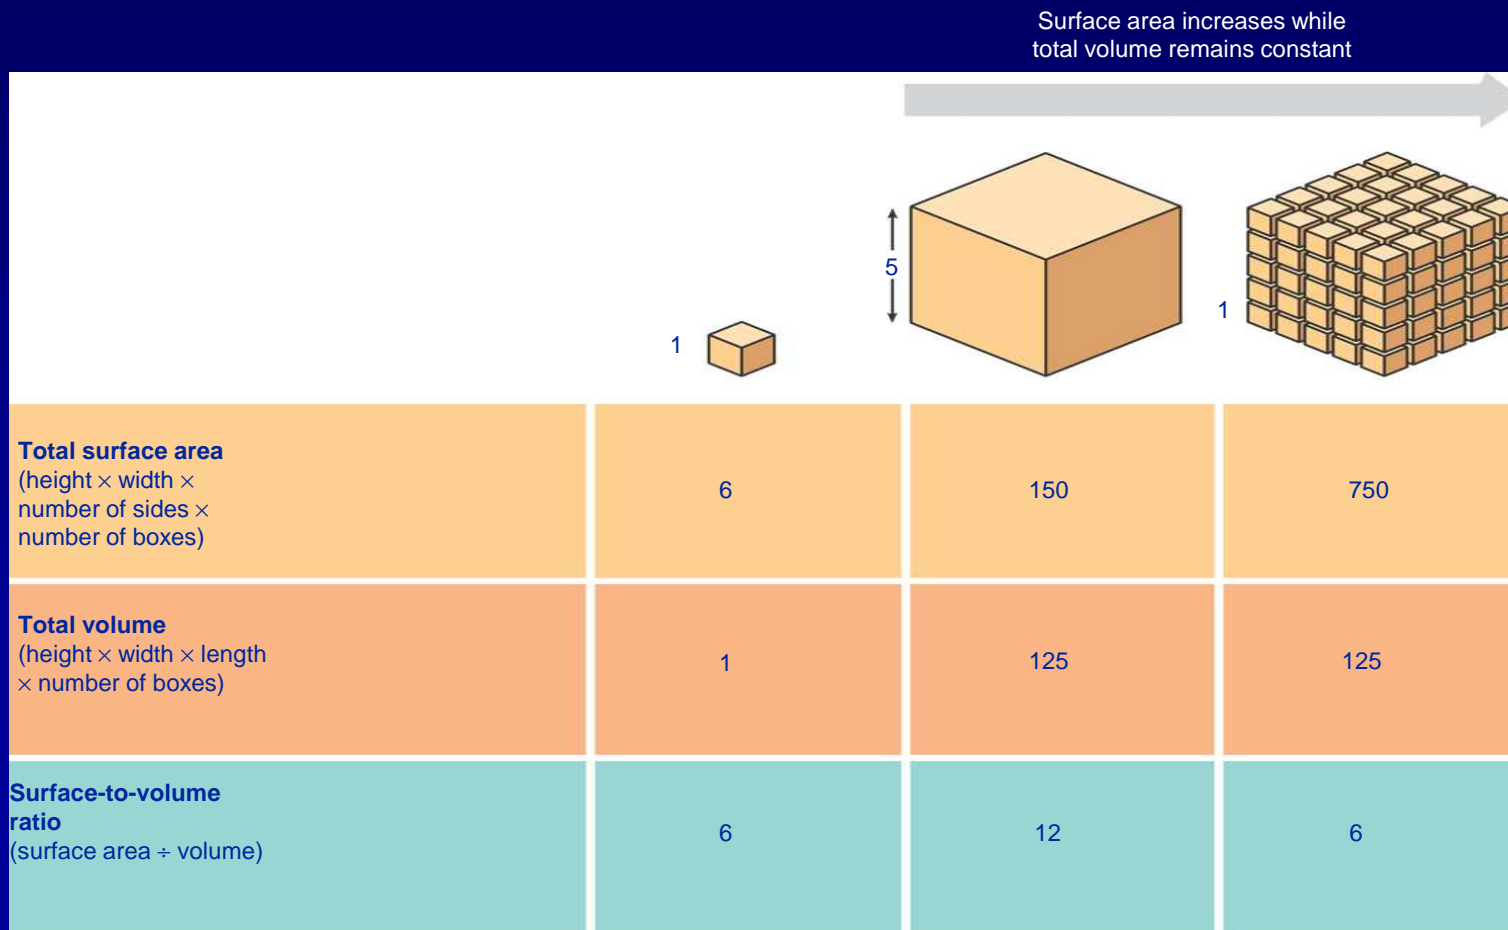 Surface area increases while
total volume remains constant
5
1
1
Total surface area
(height × width ×
number of sides ×
number of boxes)
6
150
750
Total volume
(height × width × length
× number of boxes)
1
125
125
Surface-to-volume
ratio
(surface area ÷ volume)
6
12
6